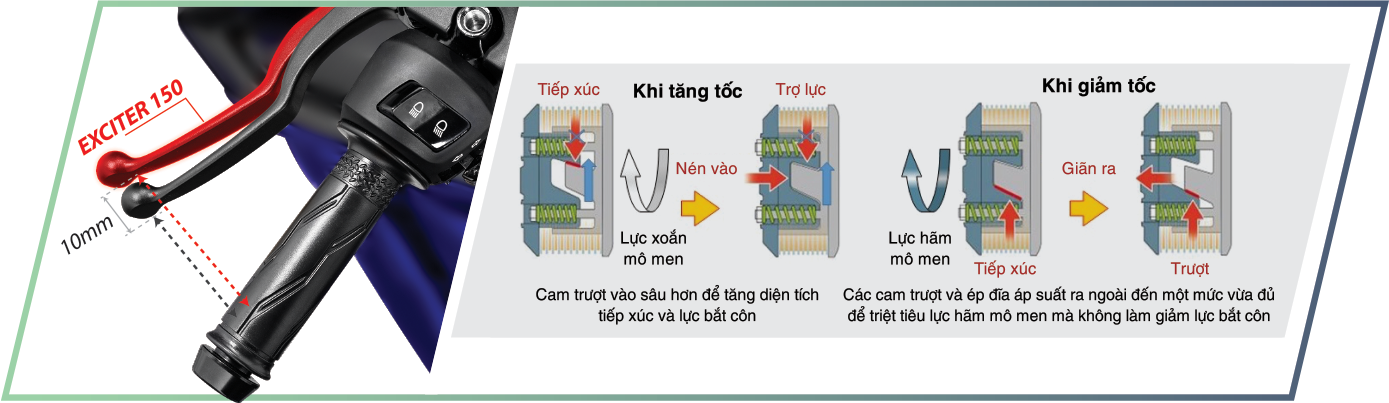 EXCITER 150
10mm
Khi tăng tốc
Tiếp xúc
Trợ lực
Nén vào
Lực xoắn
mô men
Cam trượt vào sâu hơn để tăng diện tích
tiếp xúc và lực bắt côn
Khi giảm tốc
Giãn ra
Lực hãm
mô men
Tiếp xúc
Trượt
Các cam trượt và ép đĩa áp suất ra ngoài đến một mức vừa đủ
để triệt tiêu lực hãm mô men mà không làm giảm lực bắt côn